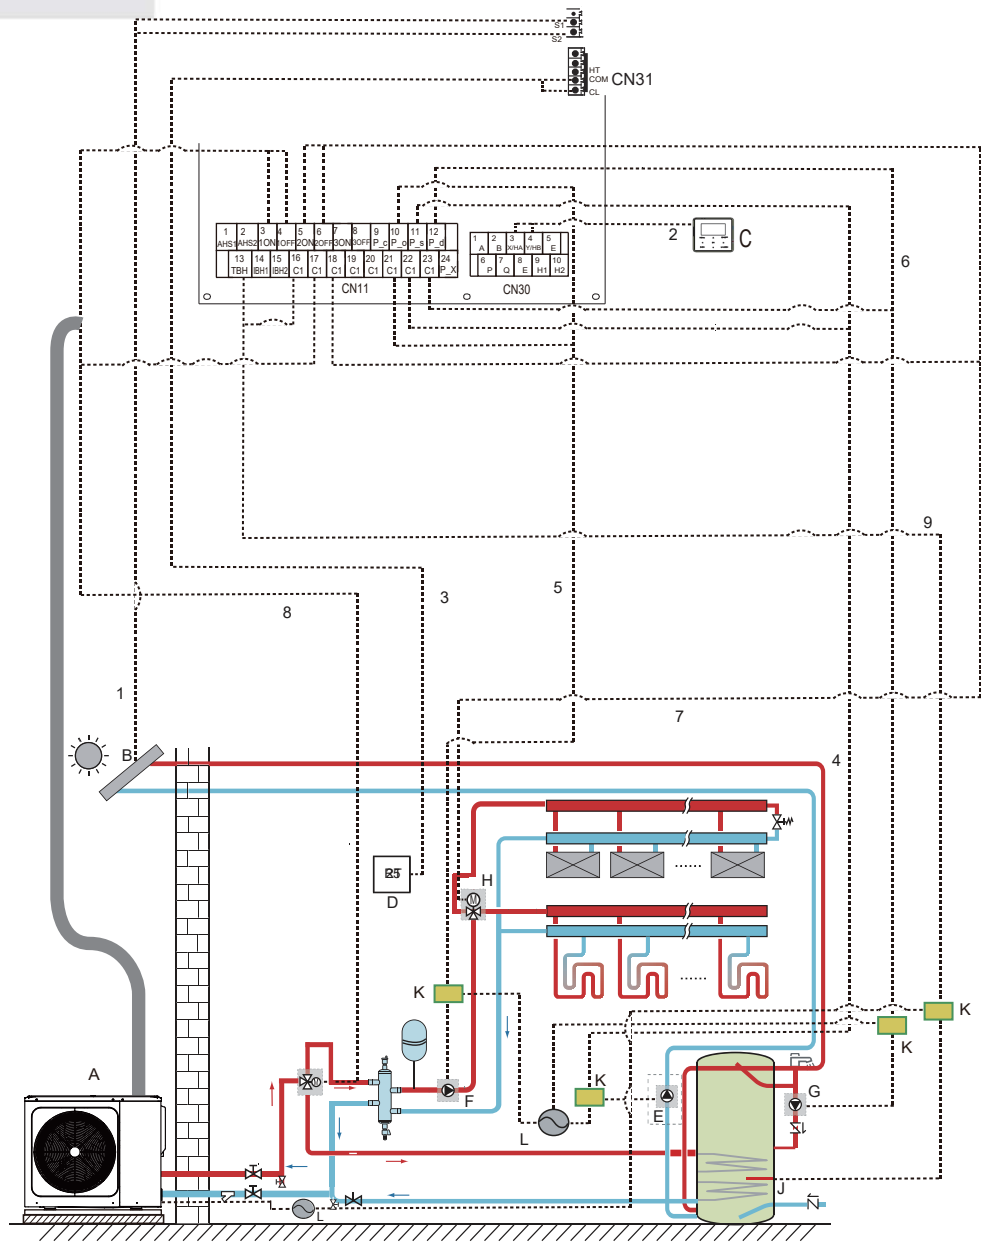 S1
S2
HT
COM CN31
CL
1 2 3 4 5 6 7 8 9 10 11 12
AHS1 AHS2 1ON 1OFF 2ON 2OFF 3ON 3OFF P_c P_o P_s P_d
13 14 15 16 17 18 19 20 21 22 23 24
TBH IBH1 IBH2 C1 C1 C1 C1 C1 C1 C1 C1 P_X
CN11
1 2 3 4 5
A B X/HA Y/HB E
6 7 8 9 10
P Q E H1 H2
CN30
2 C
6
9
5
3
8
1
7
4
B
D
H
K
K
K
A
F
K
G
E
L
J
L
M
M